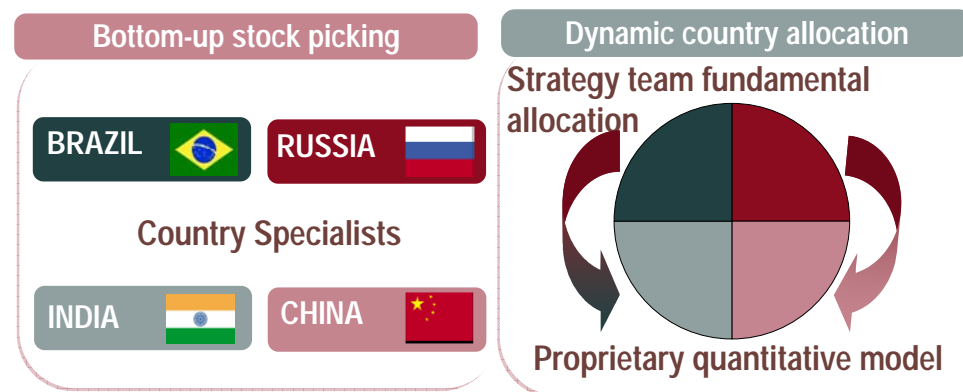 Bottom-up stock picking
BRAZIL
RUSSIA
Country Specialists
INDIA
CHINA
Dynamic country allocation
Strategy team fundamental
allocation
Proprietary quantitative model